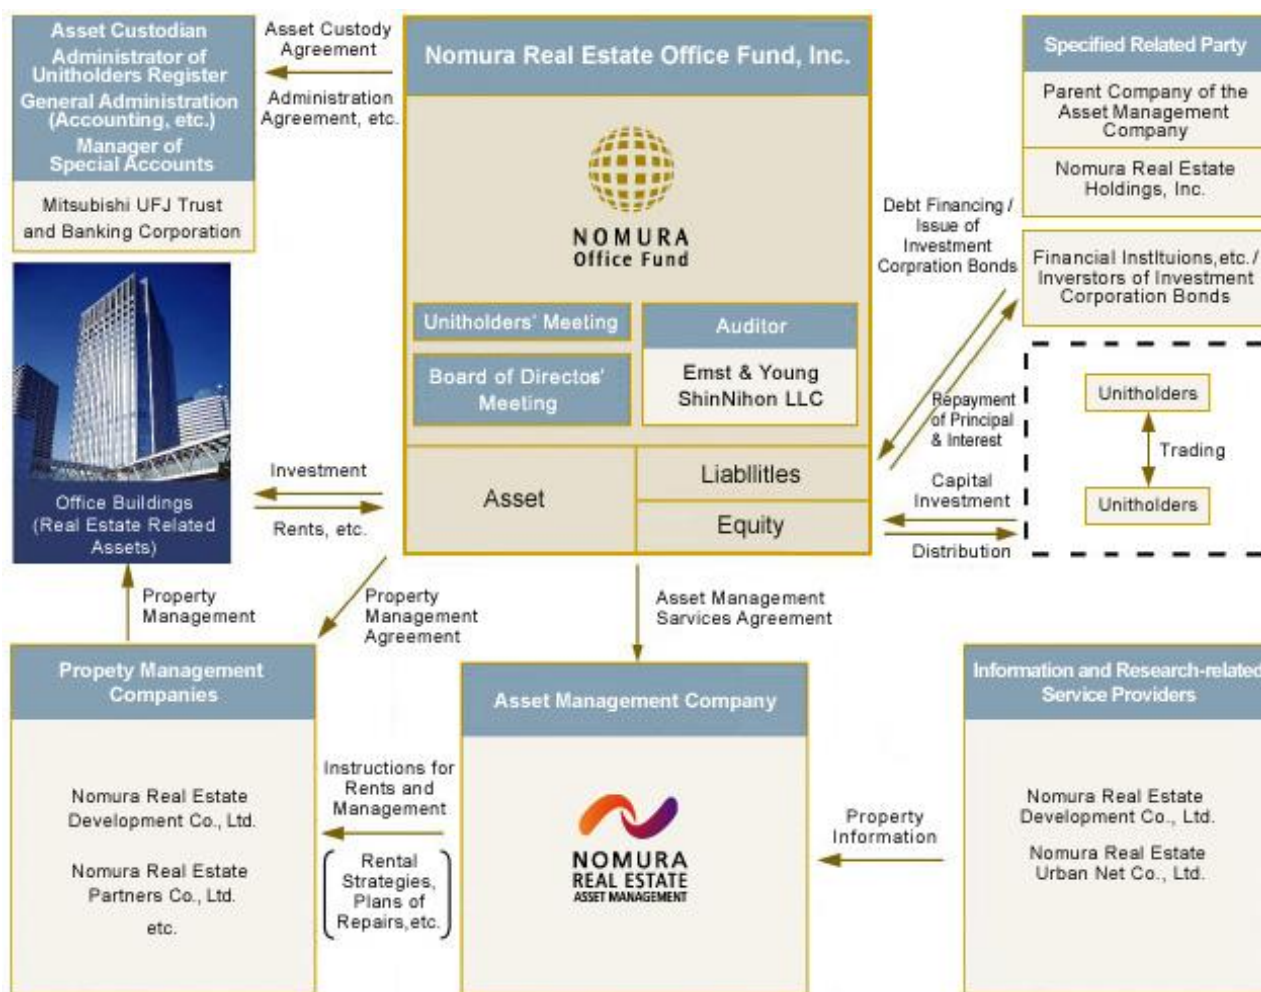 Asset Custodian
Administrator of
Unitholders Register
General Administration
(Accounting, etc.)
Manager of
Special Accounts
Mitsubishi UFJ Trust
and Banking Corporation
Asset Custody
Agreement
Administration
Agreement, etc.
Nomura Real Estate Office Fund, Inc.
NOMURA
Office Fund
Unitholders' Meeting
Board of Directos'
Meeting
Auditor
Emst & Young
ShinNihon LLC
Asset
Liabllitles
Equity
Specified Related Party
Parent Company of the
Asset Management
Company
Nomura Real Estate
Holdings, Inc.
Debt Financing /
Issue of
Investment
Corpration Bonds
Financial Instltuions,etc. /
Inverstors of Investment
Corporation Bonds
Repayment
of Principal
& Interest
Unitholders
Trading
Unitholders
Capital
Investment
Distribution
Office Buildings
(Real Estate Related
Assets)
Investment
Rents, etc.
Property
Management
Property
Management
Agreement
Asset Management
Sarvices Agreement
Propety Management
Companies
Nomura Real Estate
Development Co., Ltd.
Nomura Real Estate
Partners Co., Ltd.
etc.
Instructions for
Rents and
Management
Rental
Strategies,
Plans of
Repairs,etc.
Asset Management Company
NOMURA
REAL ESTATE
ASSET MANAGEMENT
Property
Information
Information and Research-related
Service Providers
Nomura Real Estate
Development Co., Ltd.
Nomura Real Estate
Urban Net Co., Ltd.